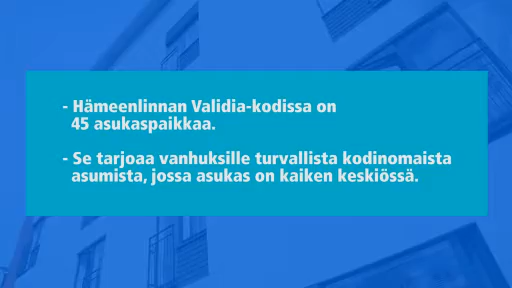 - Hämeenlinnan Validia-kodissa on
45 asukaspaikkaa.
- Se tarjoaa vanhuksille turvallista kodinomaista
asumista, jossa asukas on kaiken keskiössä.